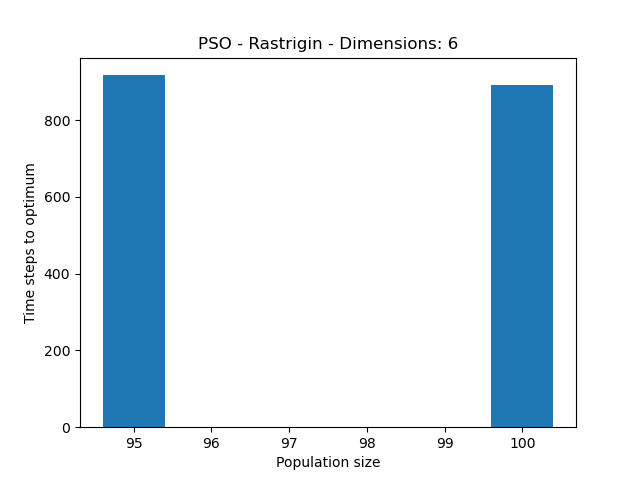 PSO - Rastrigin - Dimensions: 6
Time steps to optimum
800
600
400
200
0
95 96 97 98 99 100
Population size